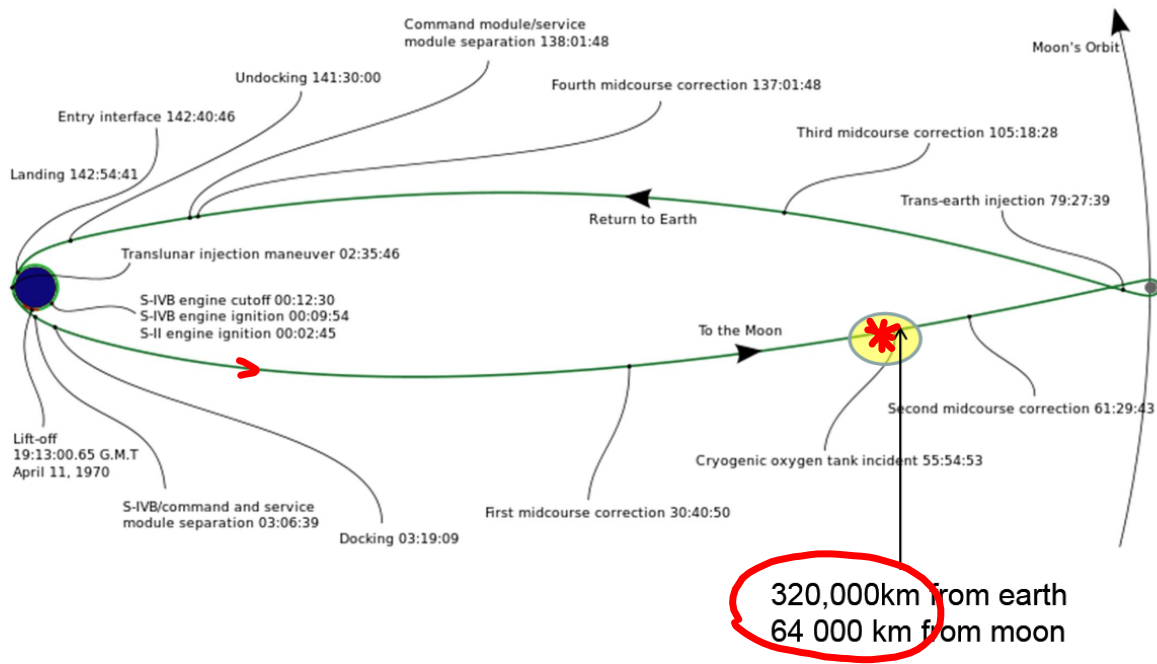 Command module/service
module separation 138:01:48
Moon's Orbit
Undocking 141:30:00
Fourth midcourse correction 137:01:48
Entry interface 142:40:46
Third midcourse correction 105:18:28
Landing 142:54:41
Trans-earth injection 79:27:39
Return to Earth
Translunar injection maneuver 02:35:46
S-IVB engine cutoff 00:12:30
S-IVB engine ignition 00:09:54
S-II engine ignition 00:02:45
To the Moon
Second midcourse correction 61:29:43
Lift-off
19:13:00.65 G.M.T
April 11, 1970
Cryogenic oxygen tank incident 55:54:53
S-IVB/command and service
module separation 03:06:39
First midcourse correction 30:40:50
Docking 03:19:09
320,000km from earth
64 000 km from moon